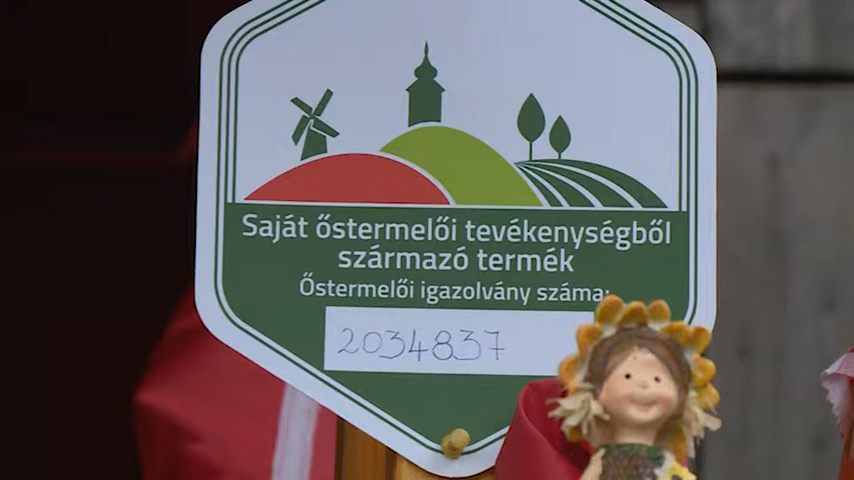 Saját őstermelői tevékenységből
származó termék
Őstermelői igazolvány száma:
2034837